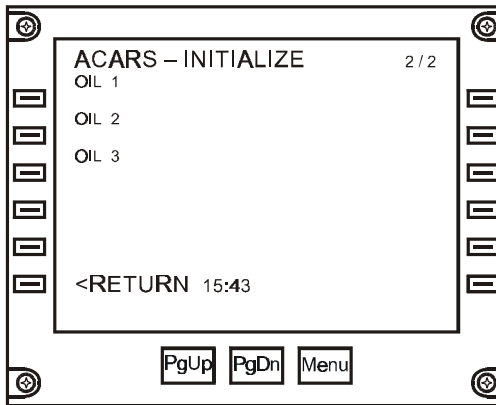 ACARS – INITIALIZE 2 / 2
OIL 1
OIL 2
OIL 3
<RETURN 15:43
PgUp PgDn Menu